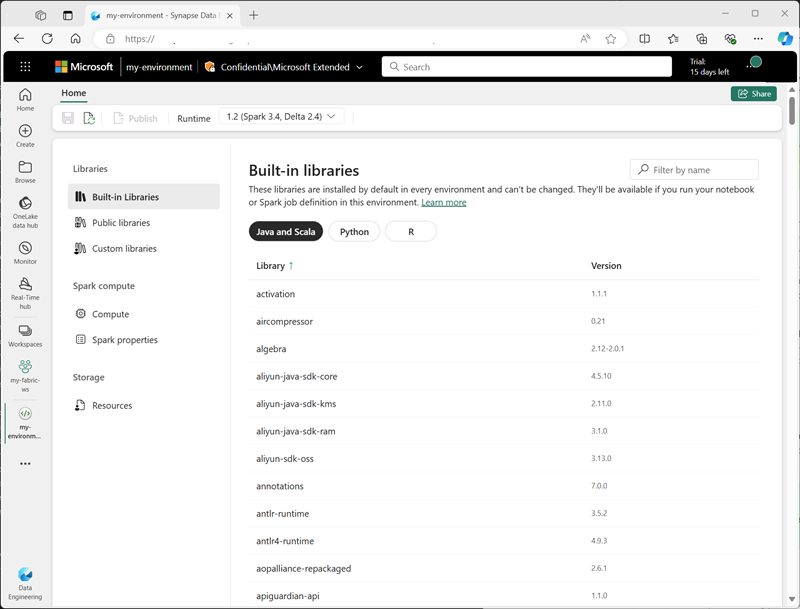 my-environment - Synapse Data
https://
Microsoft
my-environment
Confidential\Microsoft Extended
Search
Trial:
15 days left
Home
Share
Publish
Runtime
1.2 (Spark 3.4, Delta 2.4)
Home
Create
Browse
OneLake
data hub
Monitor
Real-Time
hub
Workspaces
my-fabric-
ws
my-
environm...
Data
Engineering
Libraries
Built-in Libraries
Public libraries
Custom libraries
Spark compute
Compute
Spark properties
Storage
Resources
Built-in libraries
Filter by name
These libraries are installed by default in every environment and can't be changed. They'll be available if you run your notebook
or Spark job definition in this environment. Learn more
Java and Scala
Python
R
Library ↑ Version
activation 1.1.1
aircompressor 0.21
algebra 2.12-2.0.1
aliyun-java-sdk-core 4.5.10
aliyun-java-sdk-kms 2.11.0
aliyun-java-sdk-ram 3.1.0
aliyun-sdk-oss 3.13.0
annotations 7.0.0
antlr-runtime 3.5.2
antlr4-runtime 4.9.3
aopalliance-repackaged 2.6.1
apiguardian-api 1.1.0